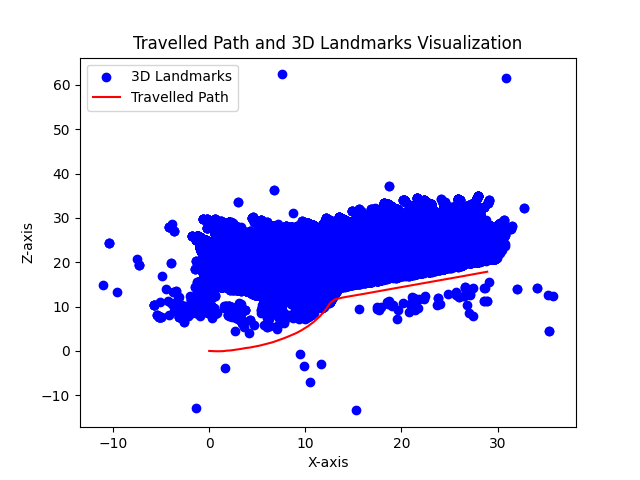 Travelled Path and 3D Landmarks Visualization
3D Landmarks
Travelled Path
60
50
40
30
20
10
0
−10
Z-axis
−10 0 10 20 30
X-axis